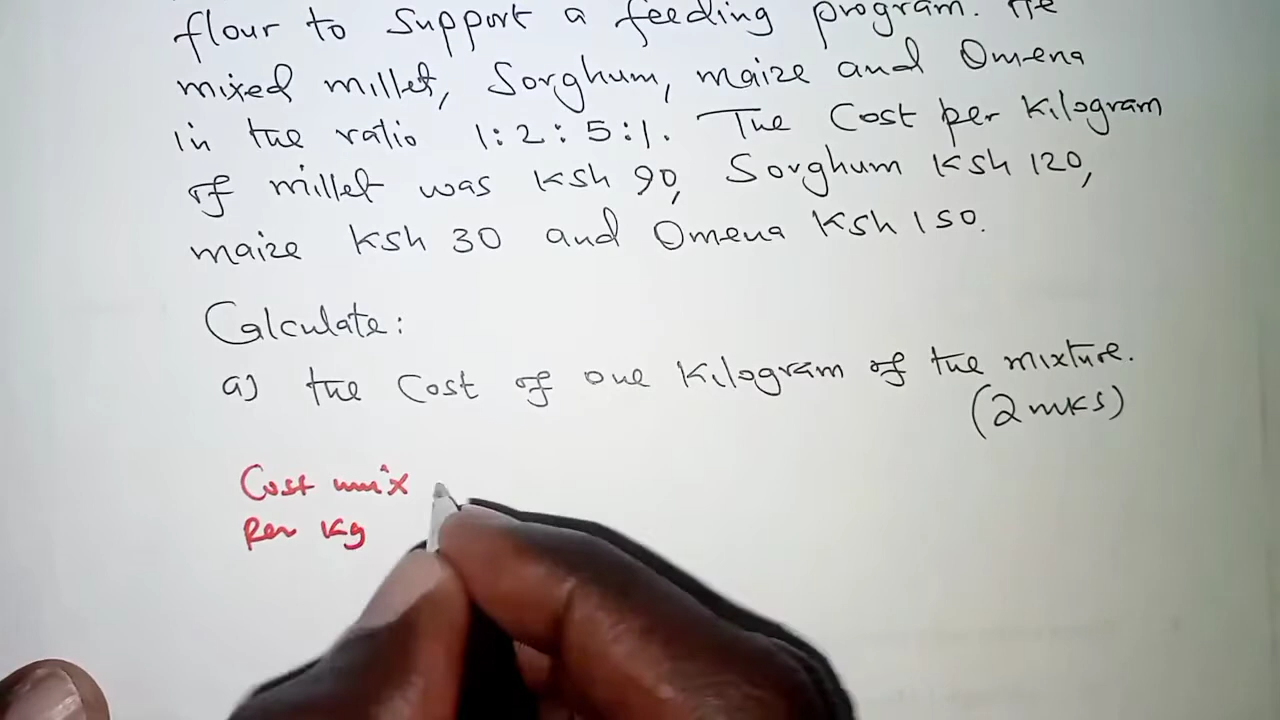 flour to support a feeding program. He
mixed millet, Sorghum, maize and Omena
in the ratio 1:2:5:1. The Cost per Kilogram
of millet was Ksh 90, Sorghum Ksh 120,
maize Ksh 30 and Omena Ksh 150.
Calculate:
a) the Cost of one Kilogram of the mixture.
(2mks)
Cost mix
Per Kg